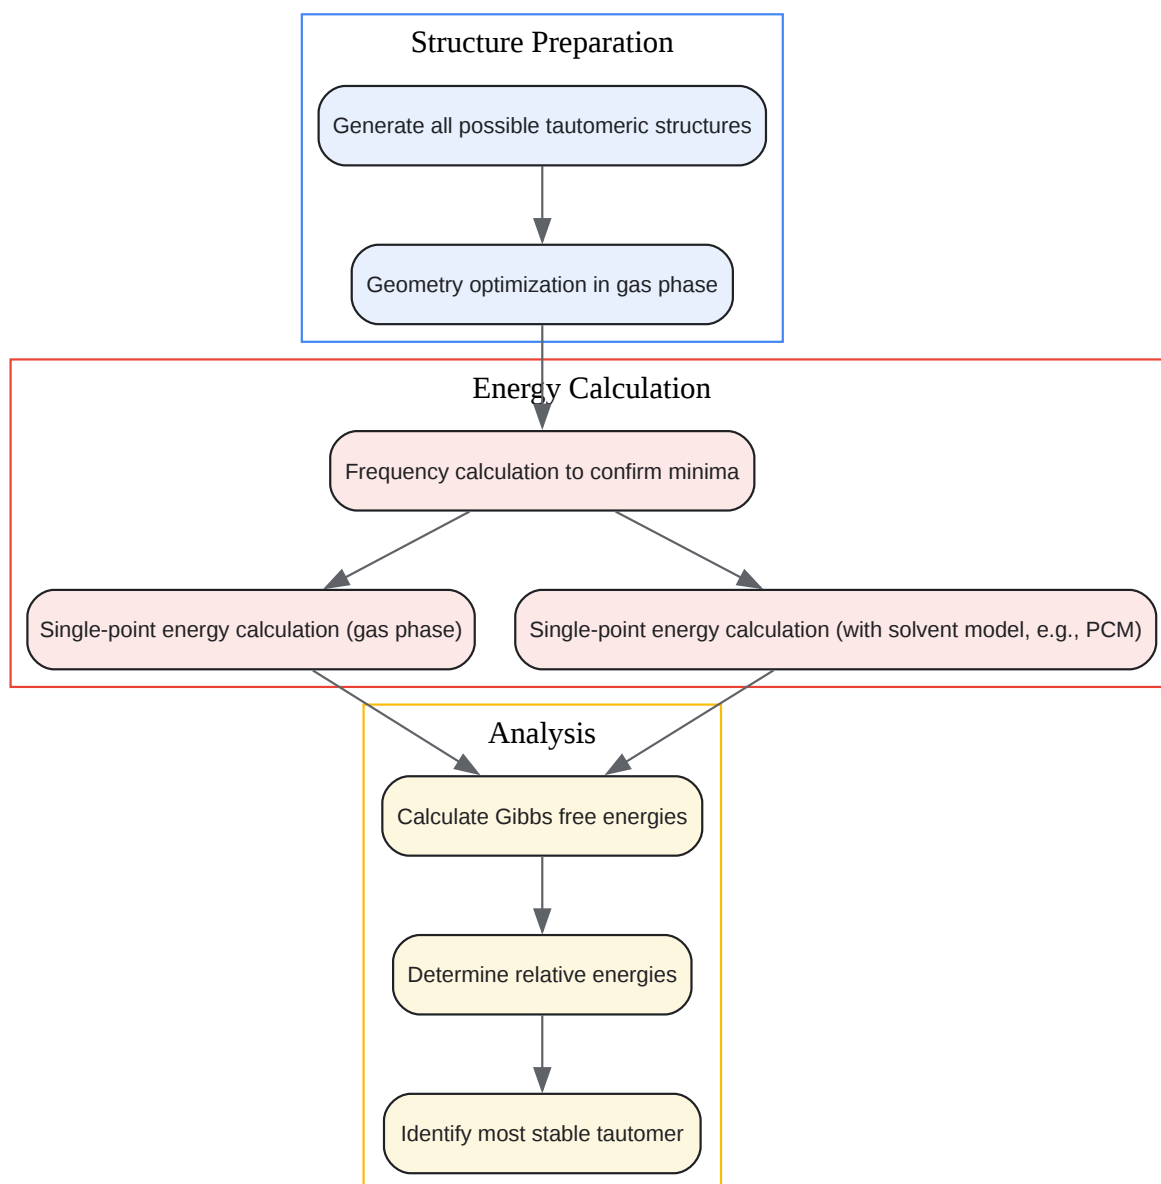 Structure Preparation
Generate all possible tautomeric structures
Geometry optimization in gas phase
Energy Calculation
Frequency calculation to confirm minima
Single-point energy calculation (gas phase)
Single-point energy calculation (with solvent model, e.g., PCM)
Analysis
Calculate Gibbs free energies
Determine relative energies
Identify most stable tautomer